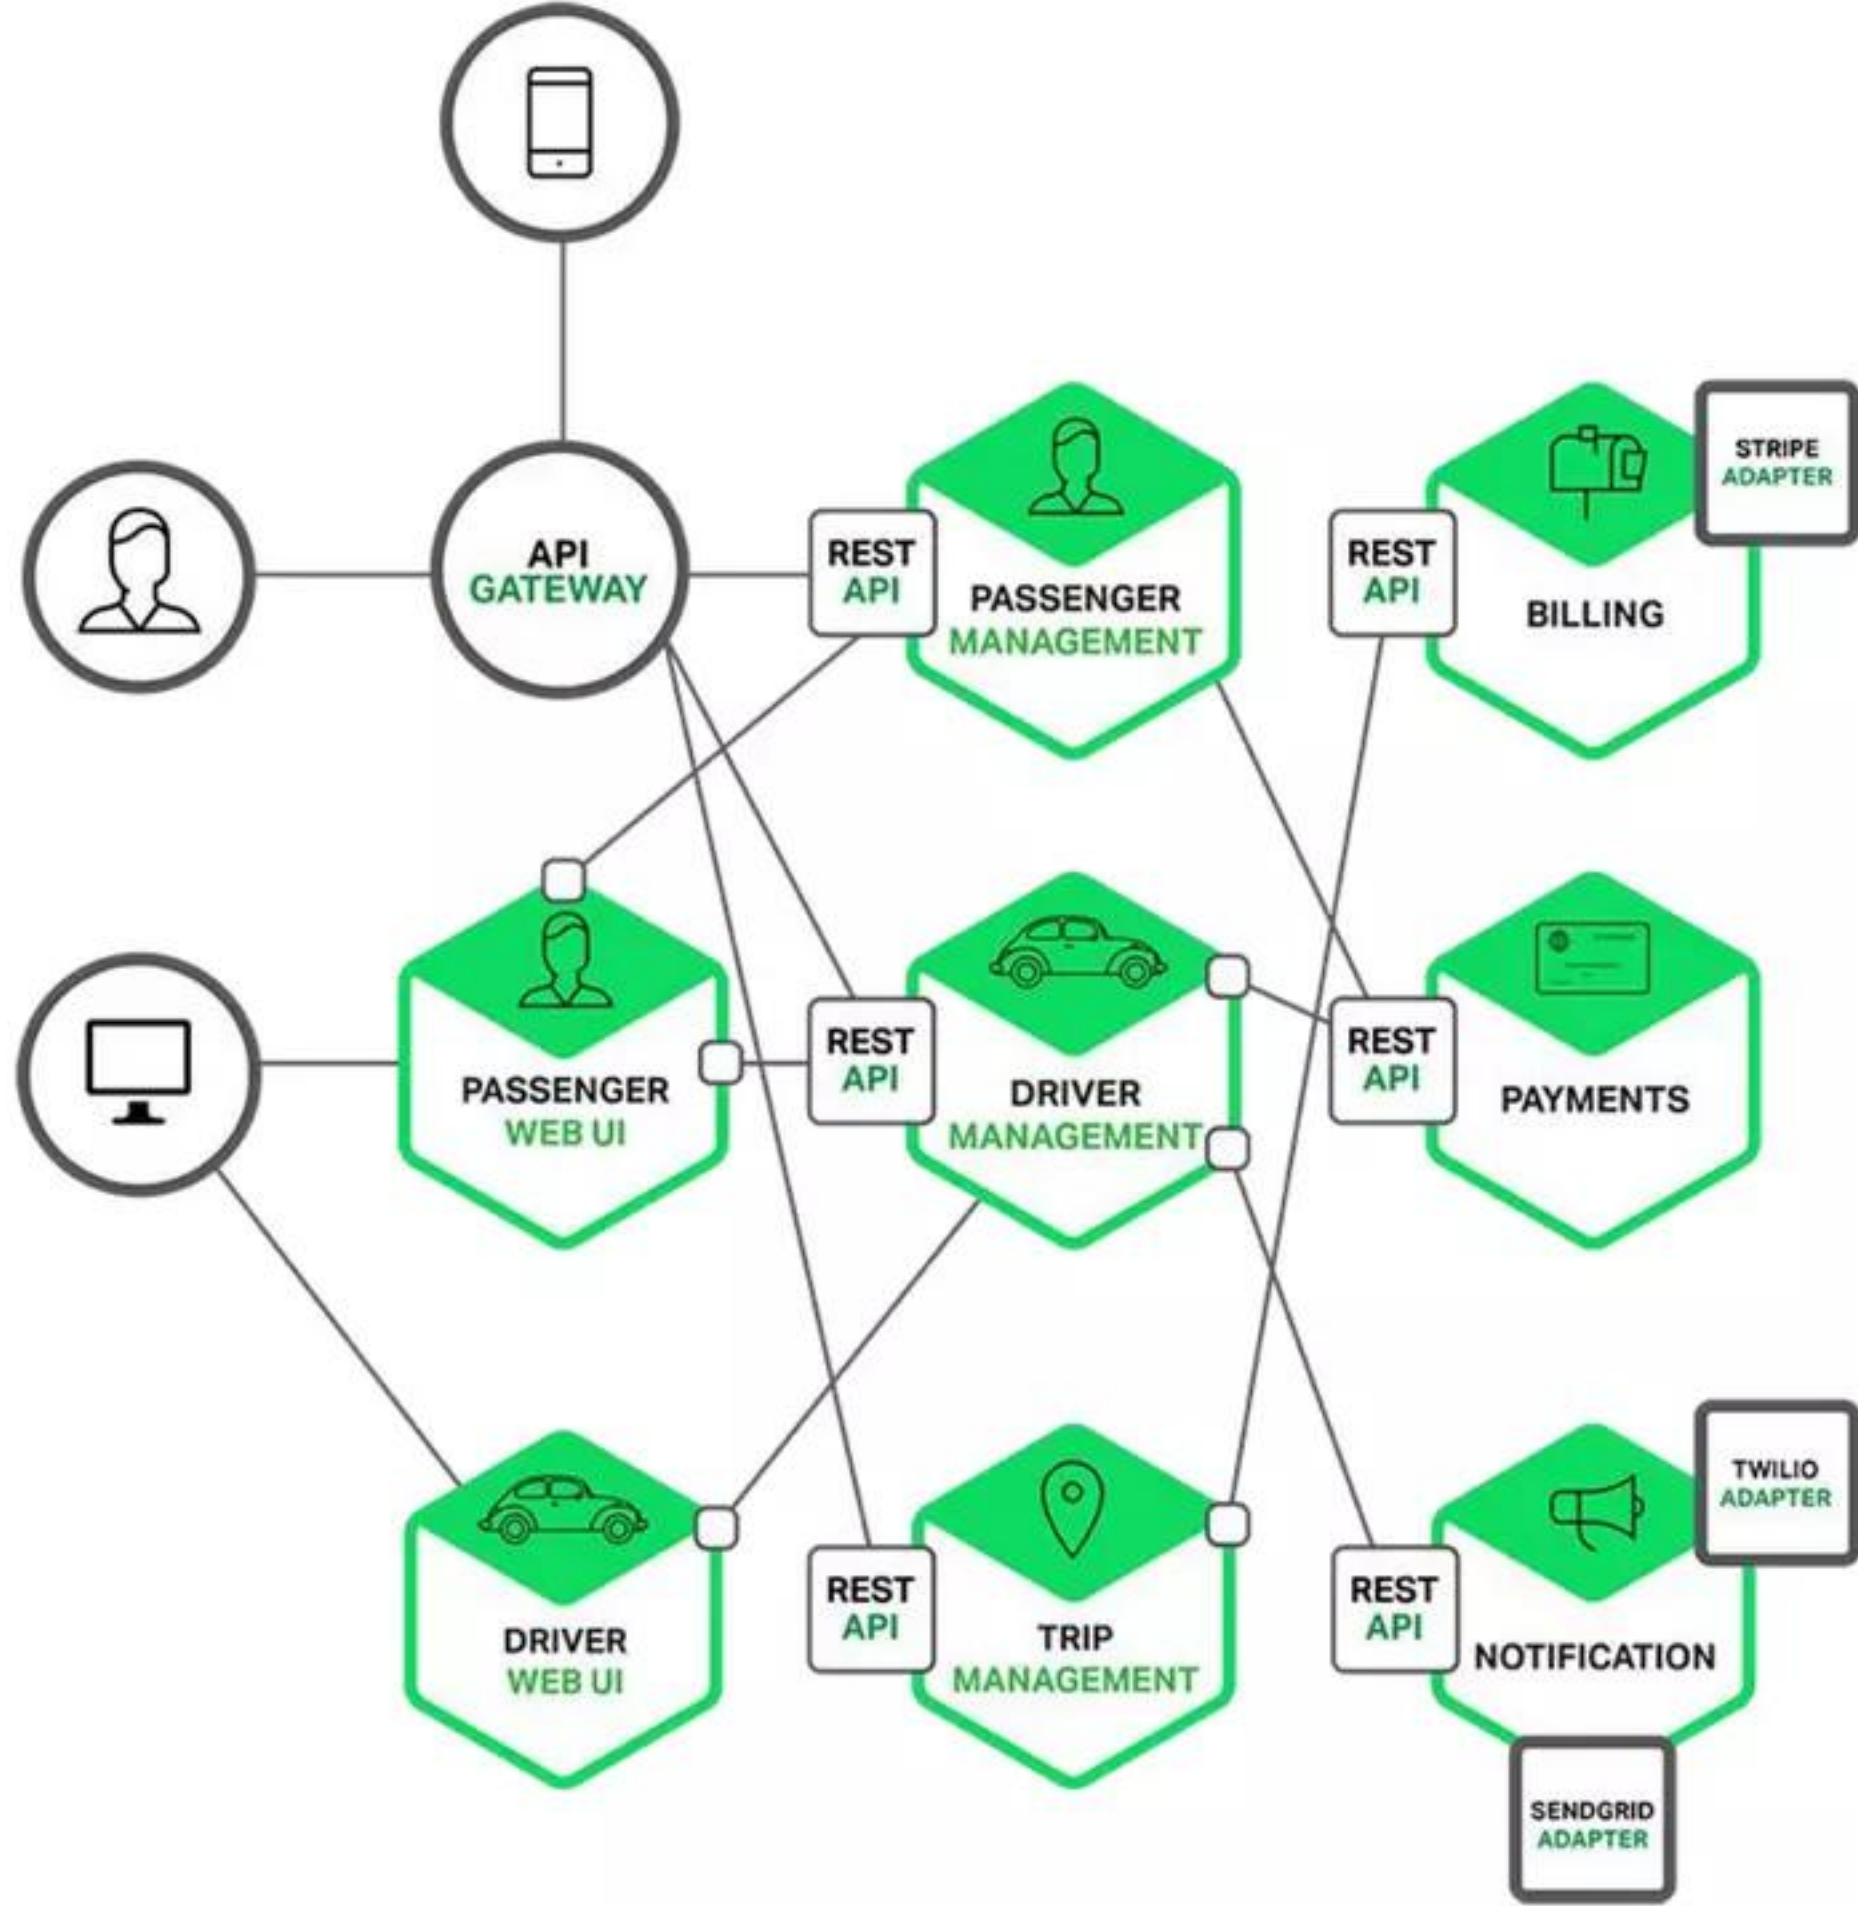 API
GATEWAY
REST
API
PASSENGER
MANAGEMENT
REST
API
BILLING
STRIPE
ADAPTER
PASSENGER
WEB UI
REST
API
DRIVER
MANAGEMENT
REST
API
PAYMENTS
DRIVER
WEB UI
REST
API
TRIP
MANAGEMENT
REST
API
NOTIFICATION
TWILIO
ADAPTER
SENDGRID
ADAPTER